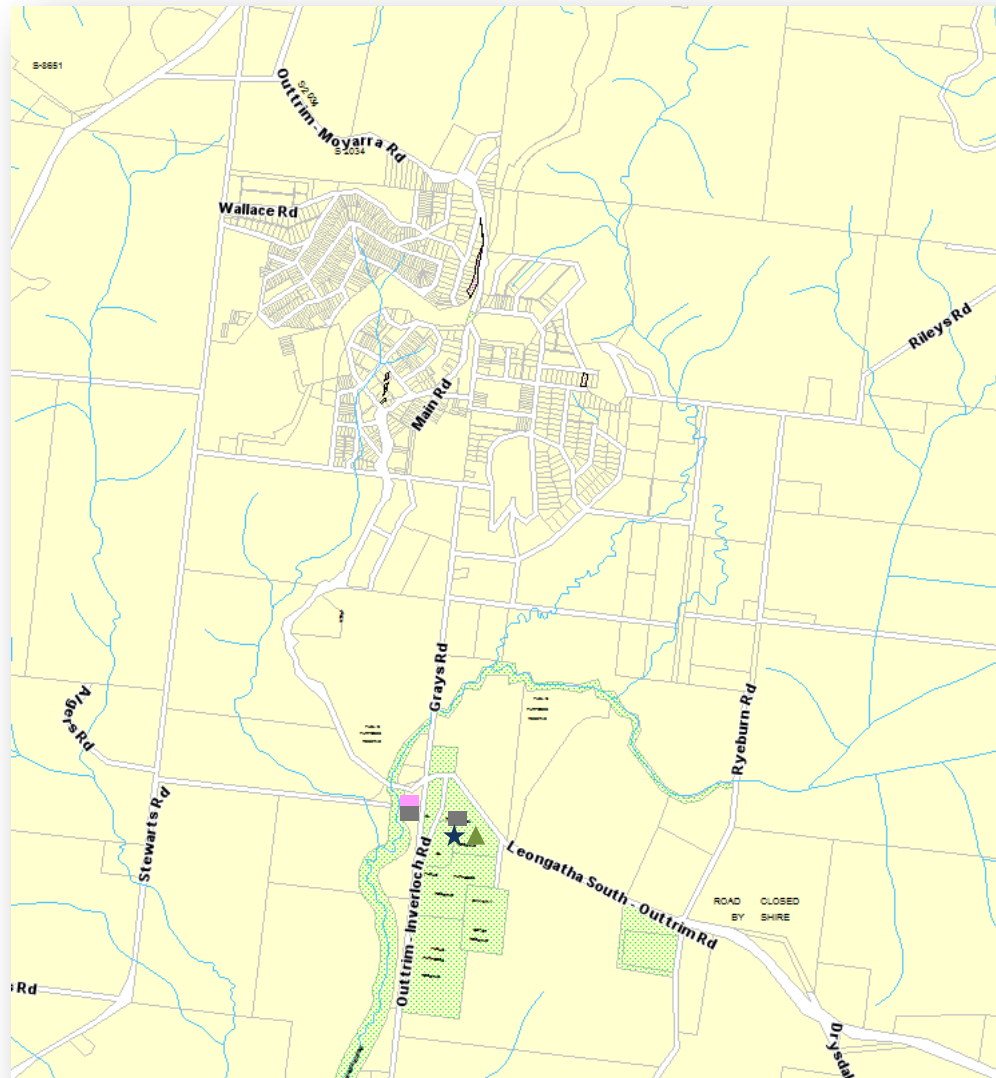 S-8651
S-2034
Outtrim - Moyarra Rd
S-2034
Wallace Rd
Rileys Rd
Main Rd
Grays Rd
Algers Rd
Ryeburn Rd
Stewarts Rd
Outtrim - Inverloch Rd
Leongatha South - Outtrim Rd
ROAD CLOSED
BY SHIRE
s Rd
Drysdal